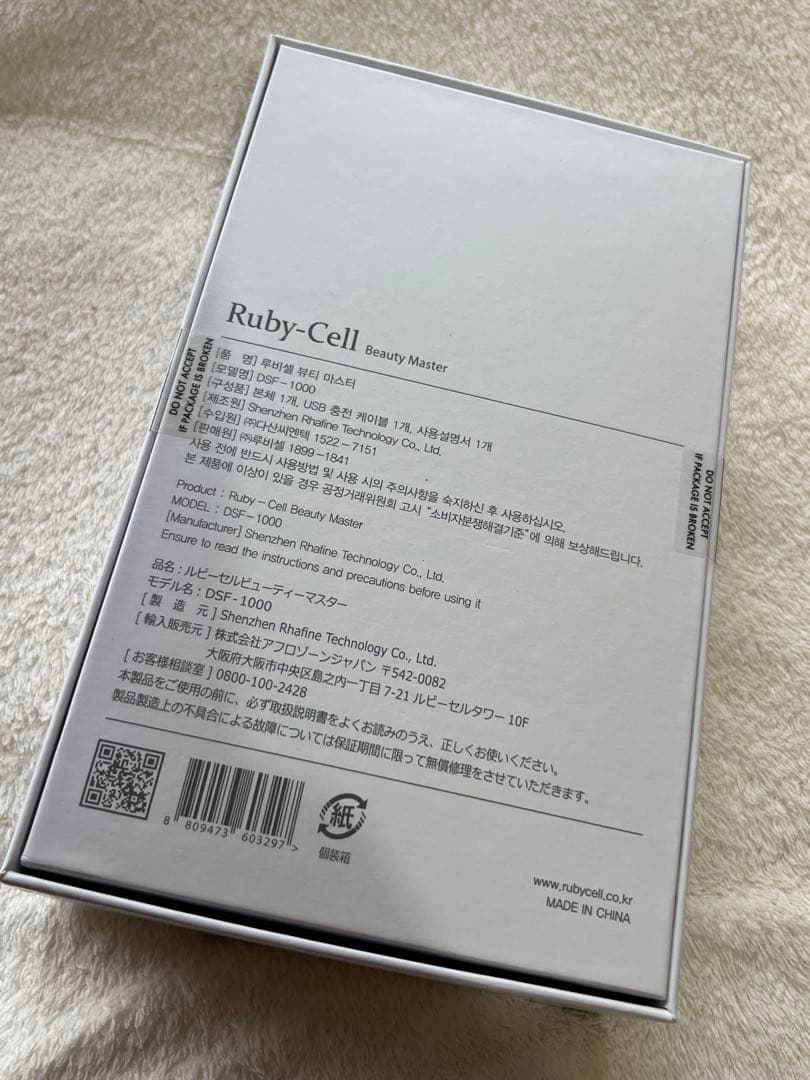 Ruby-Cell Beauty Master
[품 명] 루비셀 뷰티 마스터
[모델명] DSF-1000
[구성품] 본체 1개, USB 충전 케이블 1개, 사용설명서 1개
[제조원] Shenzhen Rhafine Technology Co., Ltd.
[수입원] ㈜다산씨엔텍 1522-7151
[판매원] ㈜루비셀 1899-1841
사용 전에 반드시 사용방법 및 사용 시의 주의사항을 숙지하신 후 사용하십시오.
본 제품에 이상이 있을 경우 공정거래위원회 고시 "소비자분쟁해결기준"에 의해 보상해드립니다.
Product : Ruby-Cell Beauty Master
MODEL : DSF-1000
[Manufacturer] Shenzhen Rhafine Technology Co., Ltd.
Ensure to read the instructions and precautions before using it
品名：ルビーセルビューティーマスター
モデル名：DSF-1000
[ 製 造 元 ] Shenzhen Rhafine Technology Co., Ltd.
[ 輸入販売元 ] 株式会社アフロゾーンジャパン 〒542-0082
大阪府大阪市中央区島之内一丁目 7-21 ルビーセルタワー 10F
[ お客様相談室 ] 0800-100-2428
本製品をご使用の前に、必ず取扱説明書をよくお読みのうえ、正しくお使いください。
製品製造上の不具合による故障については保証期間に限って無償修理をさせていただきます。
8 809473 603297 >
紙
個装箱
www.rubycell.co.kr
MADE IN CHINA
DO NOT ACCEPT
IF PACKAGE IS BROKEN
DO NOT ACCEPT
IF PACKAGE IS BROKEN